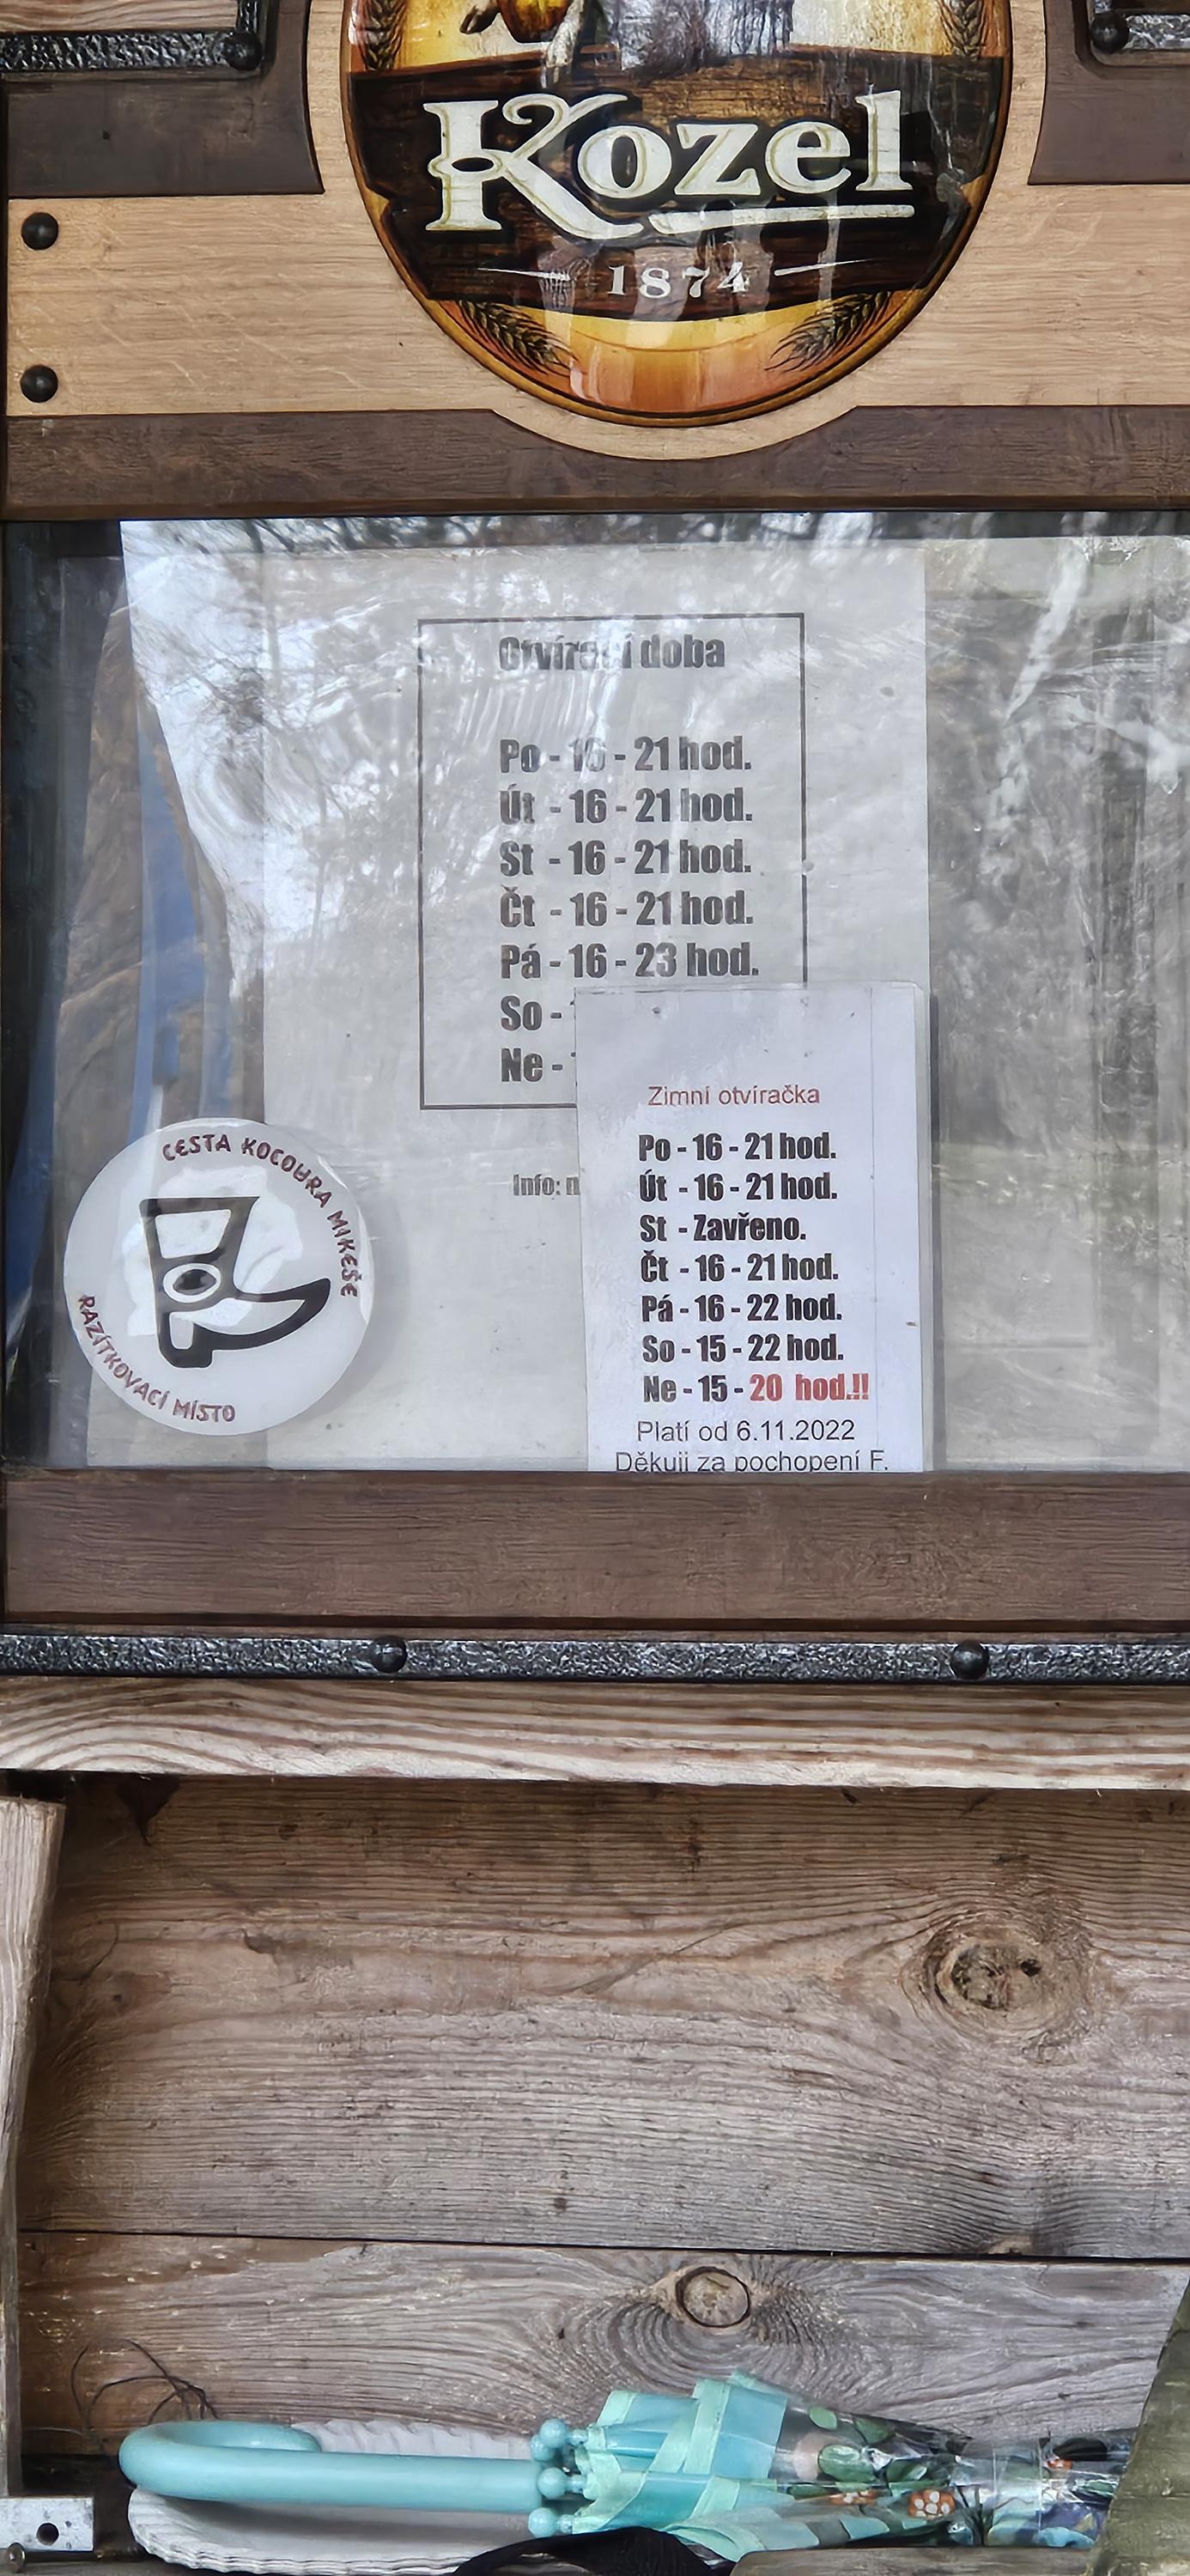 Kozel
1874
Otvírací doba
Po - 16 - 21 hod.
Út - 16 - 21 hod.
St - 16 - 21 hod.
Čt - 16 - 21 hod.
Pá - 16 - 23 hod.
So -
Ne -
Info:
Zimní otvíračka
Po - 16 - 21 hod.
Út - 16 - 21 hod.
St - Zavřeno.
Čt - 16 - 21 hod.
Pá - 16 - 22 hod.
So - 15 - 22 hod.
Ne - 15 - 20 hod.!!
Platí od 6.11.2022
Děkuji za pochopení F.
CESTA KOCOURA MIKEŠE
RAZÍTKOVACÍ MÍSTO